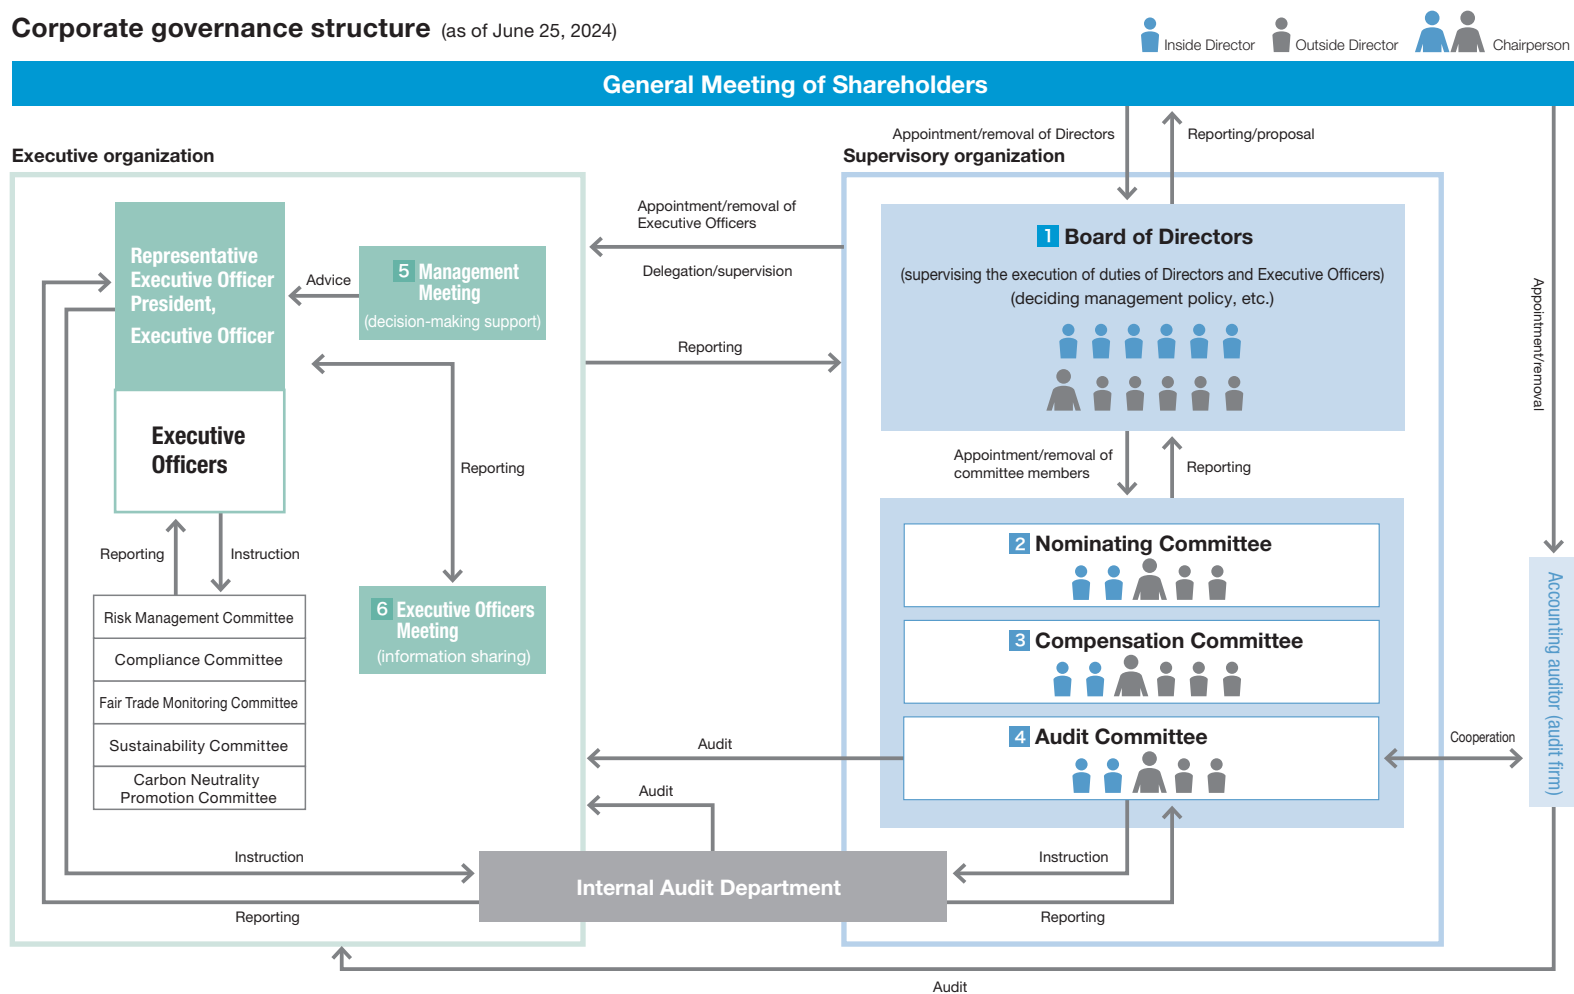 Corporate governance structure (as of June 25, 2024)
Inside Director
Outside Director
Chairperson
General Meeting of Shareholders
Appointment/removal of Directors
Reporting/proposal
Executive organization
Supervisory organization
Appointment/removal of
Executive Officers
Delegation/supervision
Reporting
Representative
Executive Officer
President,
Executive Officer
Advice
5 Management
Meeting
(decision-making support)
Executive
Officers
Reporting
Reporting
Instruction
6 Executive Officers
Meeting
(information sharing)
Risk Management Committee
Compliance Committee
Fair Trade Monitoring Committee
Sustainability Committee
Carbon Neutrality
Promotion Committee
1 Board of Directors
(supervising the execution of duties of Directors and Executive Officers)
(deciding management policy, etc.)
Appointment/removal of
committee members
Reporting
2 Nominating Committee
3 Compensation Committee
4 Audit Committee
Appointment/removal
Accounting auditor (audit firm)
Cooperation
Audit
Audit
Instruction
Internal Audit Department
Instruction
Reporting
Reporting
Audit